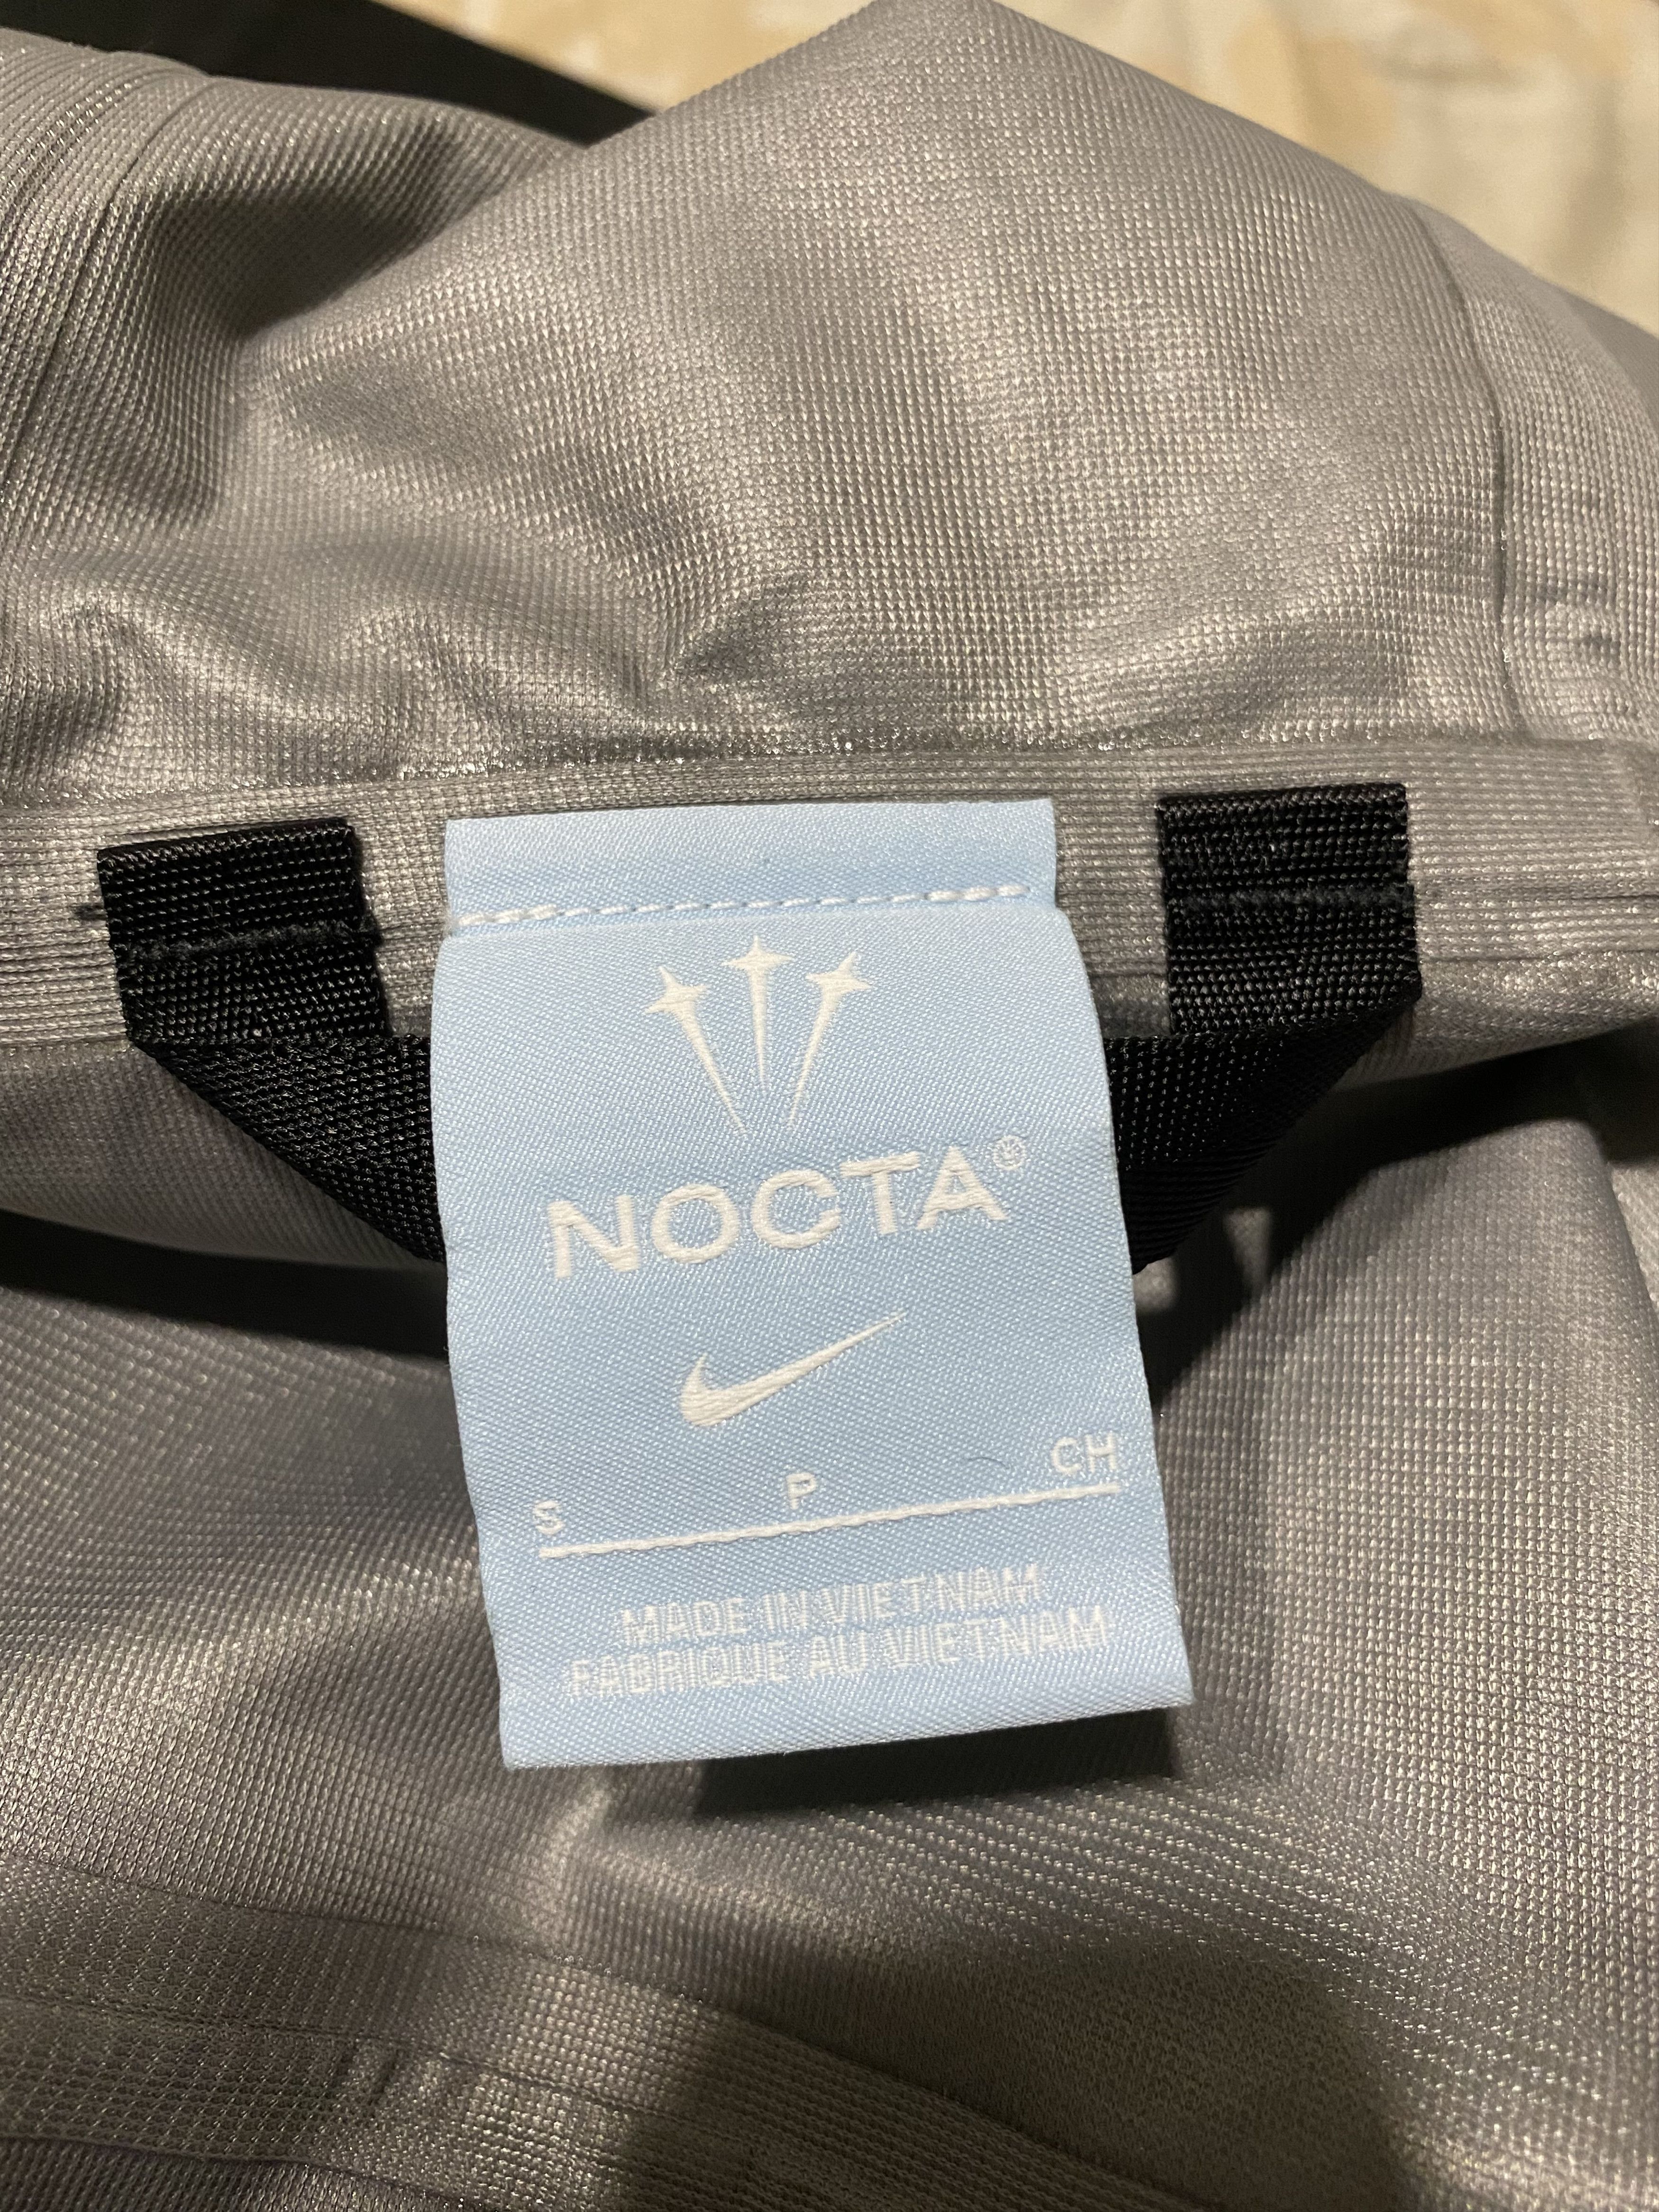 NOCTA®
S P CH
MADE IN VIETNAM
FABRIQUE AU VIETNAM